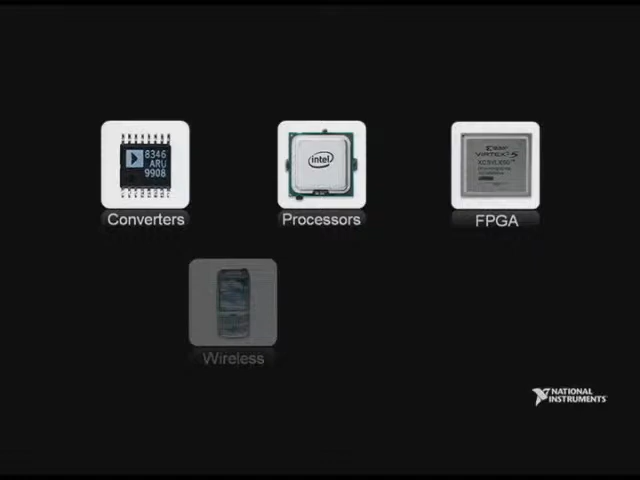 8346
ARU
9908
intel
VIRTEX-5
Converters
Processors
FPGA
Wireless
NATIONAL
INSTRUMENTS